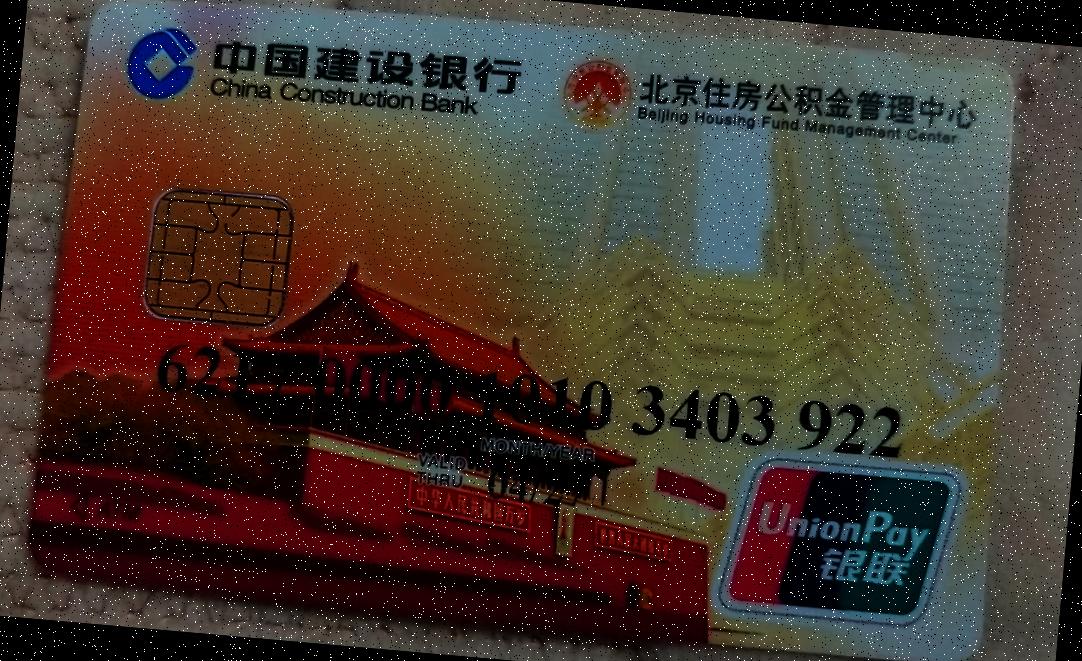 中国建设银行
China Construction Bank
北京住房公积金管理中心
Beijing Housing Fund Management Center
3403 922
MONTH/YEAR
VALID
THRU
UnionPay
银联